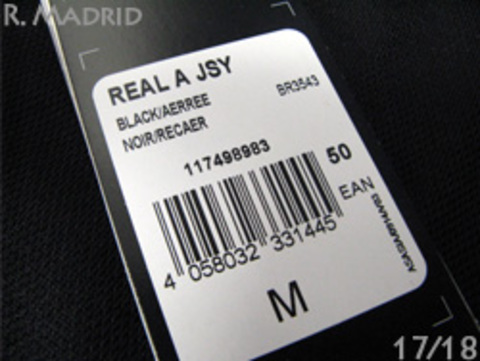 R. MADRID
REAL A JSY
BLACK/AERREE
BR3543
NOIR/RECAER
117498983
50
EAN
4 058032 331445
M
17/18